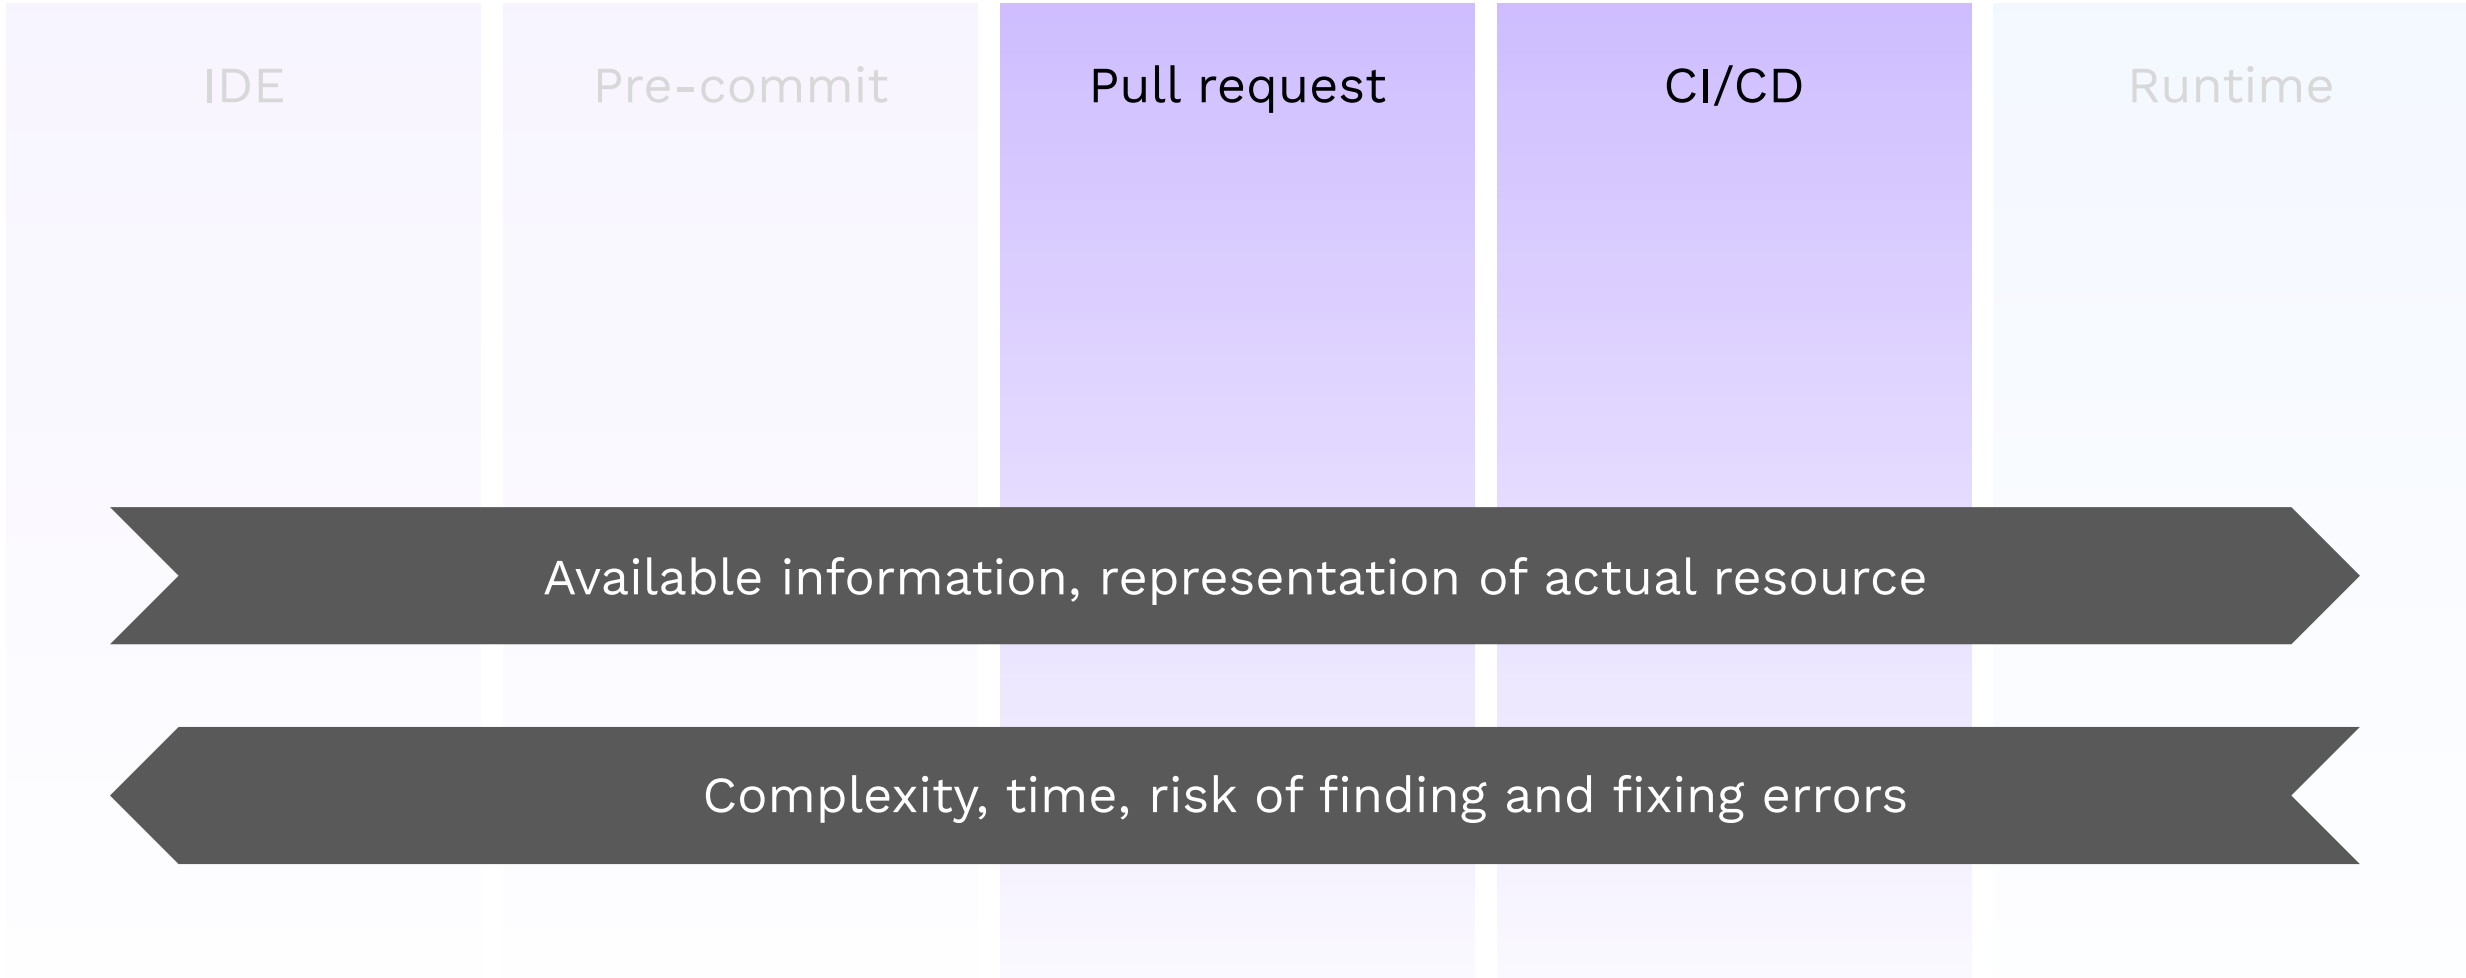 IDE
Pre-commit
Pull request
CI/CD
Runtime
Available information, representation of actual resource
Complexity, time, risk of finding and fixing errors